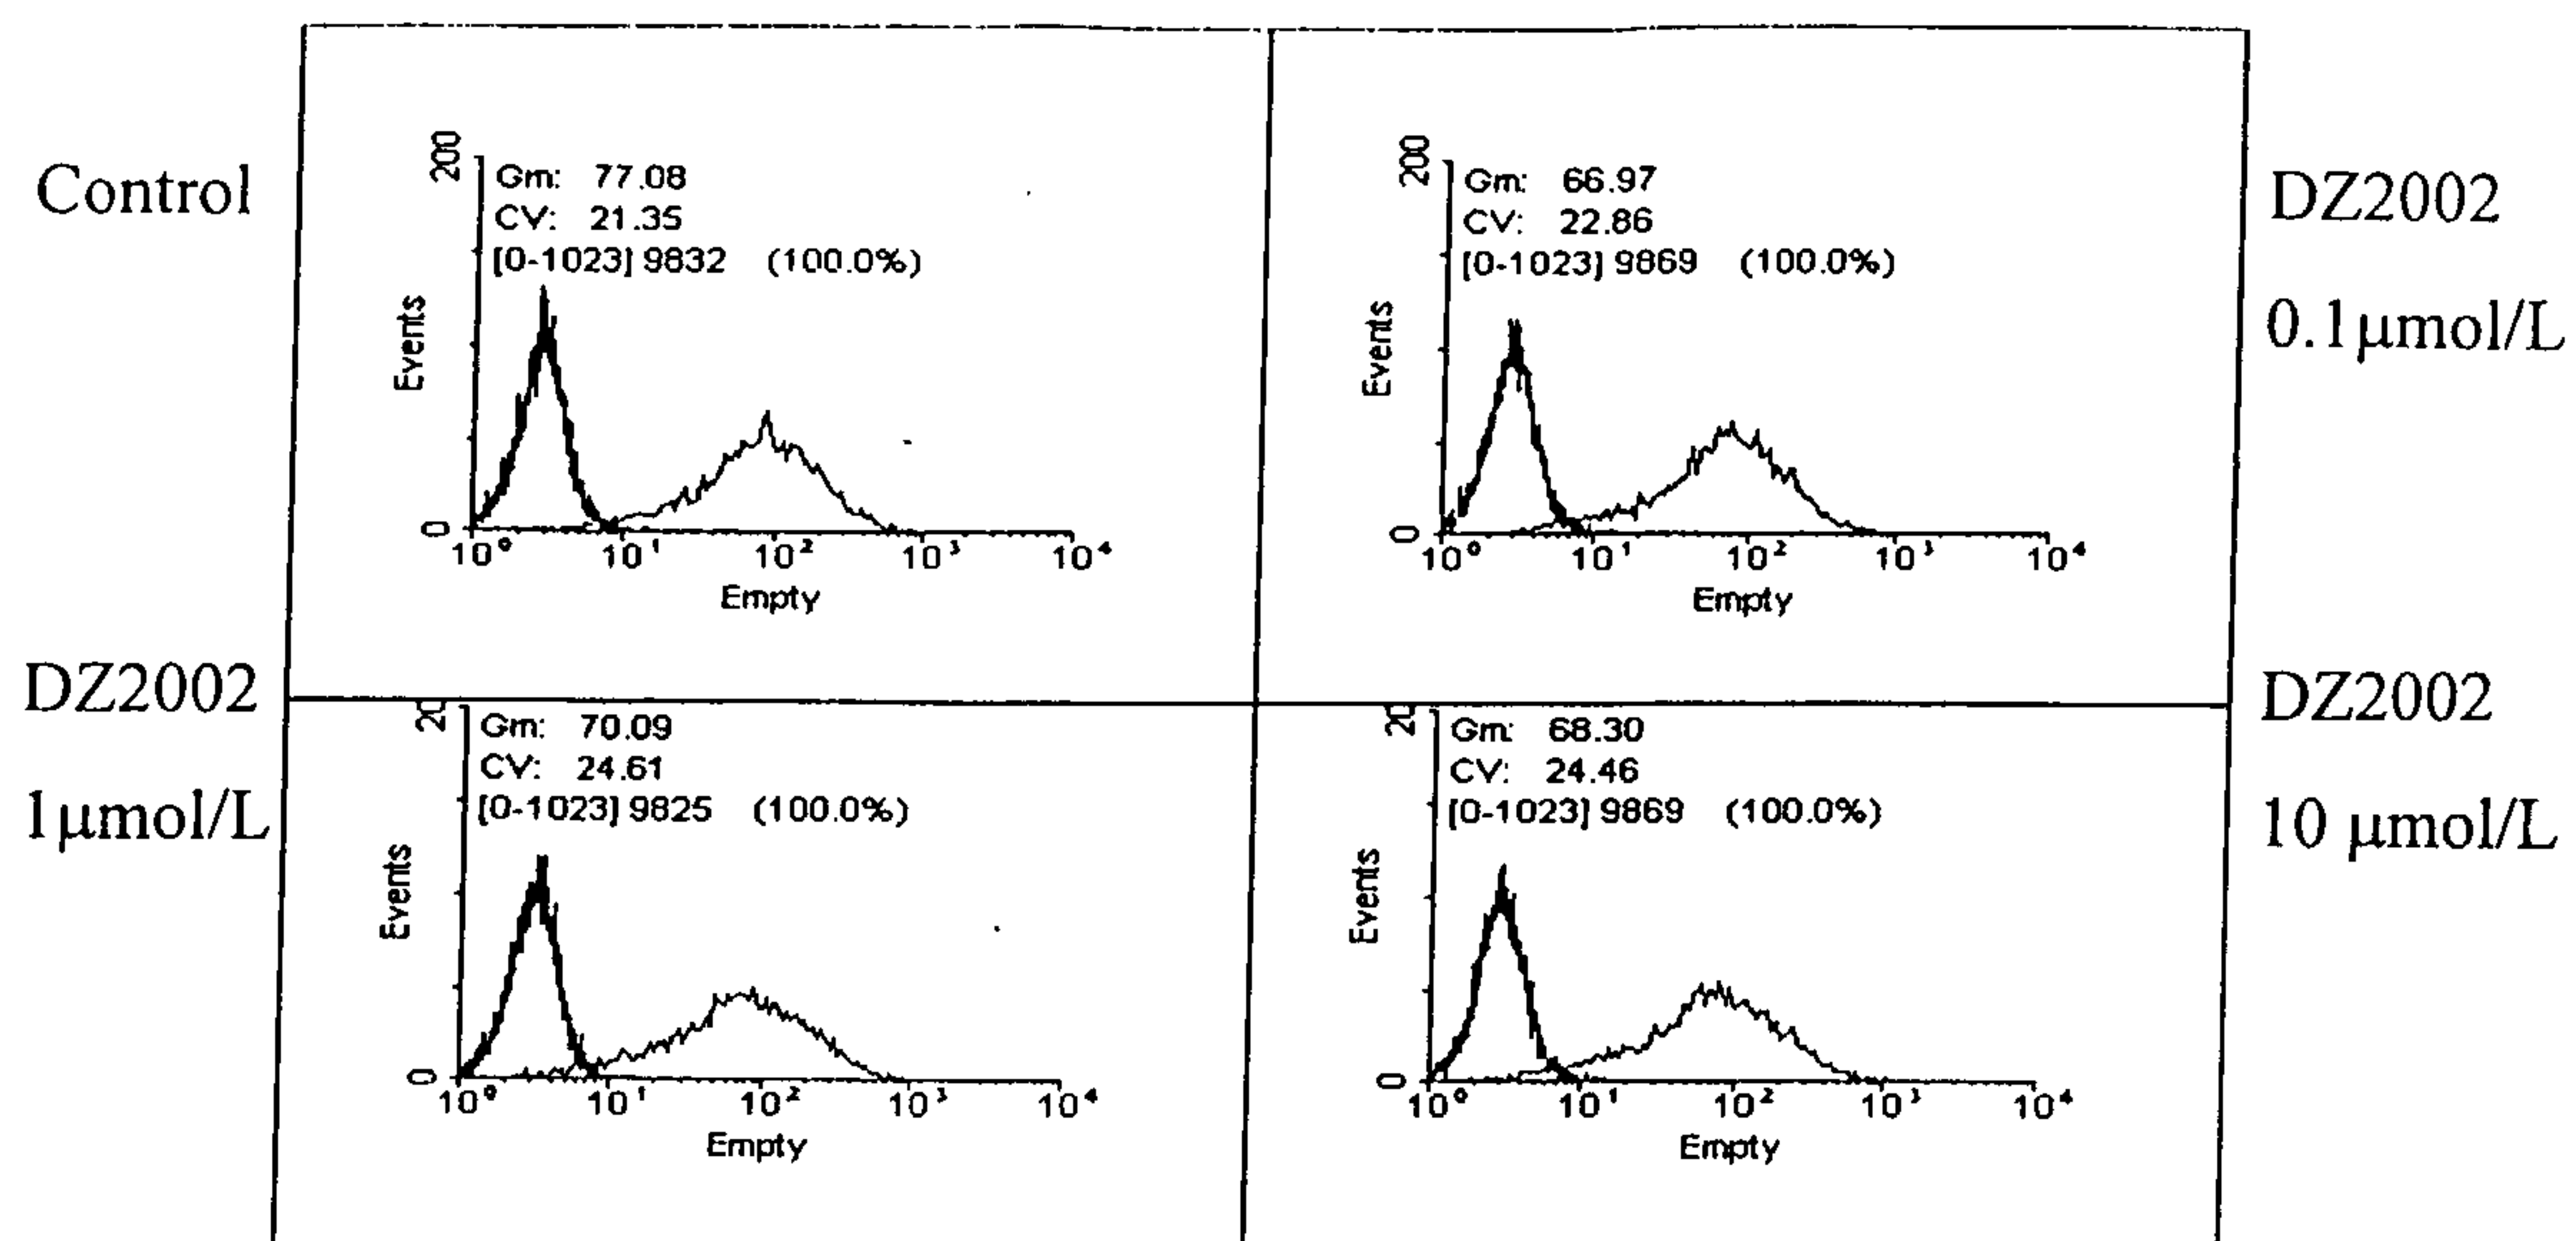 Control
200
Gm: 77.08
CV: 21.35
[0-1023] 9832 (100.0%)
Events
0
10⁰ 10¹ 10² 10³ 10⁴
Empty
200
Gm: 66.97
CV: 22.86
[0-1023] 9869 (100.0%)
Events
0
10⁰ 10¹ 10² 10³ 10⁴
Empty
DZ2002
0.1μmol/L
DZ2002
1μmol/L
20
Gm: 70.09
CV: 24.61
[0-1023] 9825 (100.0%)
Events
0
10⁰ 10¹ 10² 10³ 10⁴
Empty
20
Gm: 68.30
CV: 24.46
[0-1023] 9869 (100.0%)
Events
0
10⁰ 10¹ 10² 10³ 10⁴
Empty
DZ2002
10 μmol/L